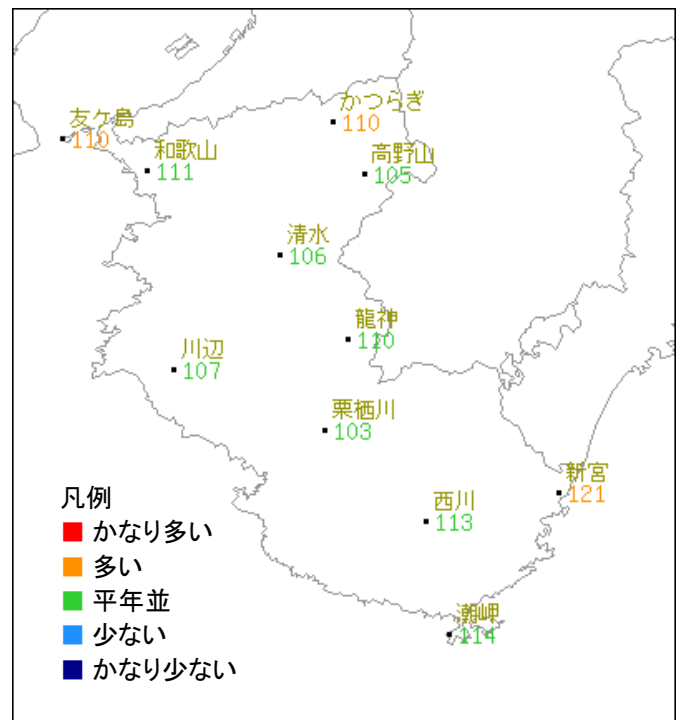 かつらぎ
110
友ケ島
110
和歌山
111
高野山
105
清水
106
龍神
110
川辺
107
栗栖川
103
新宮
121
西川
113
潮岬
114
凡例
かなり多い
多い
平年並
少ない
かなり少ない